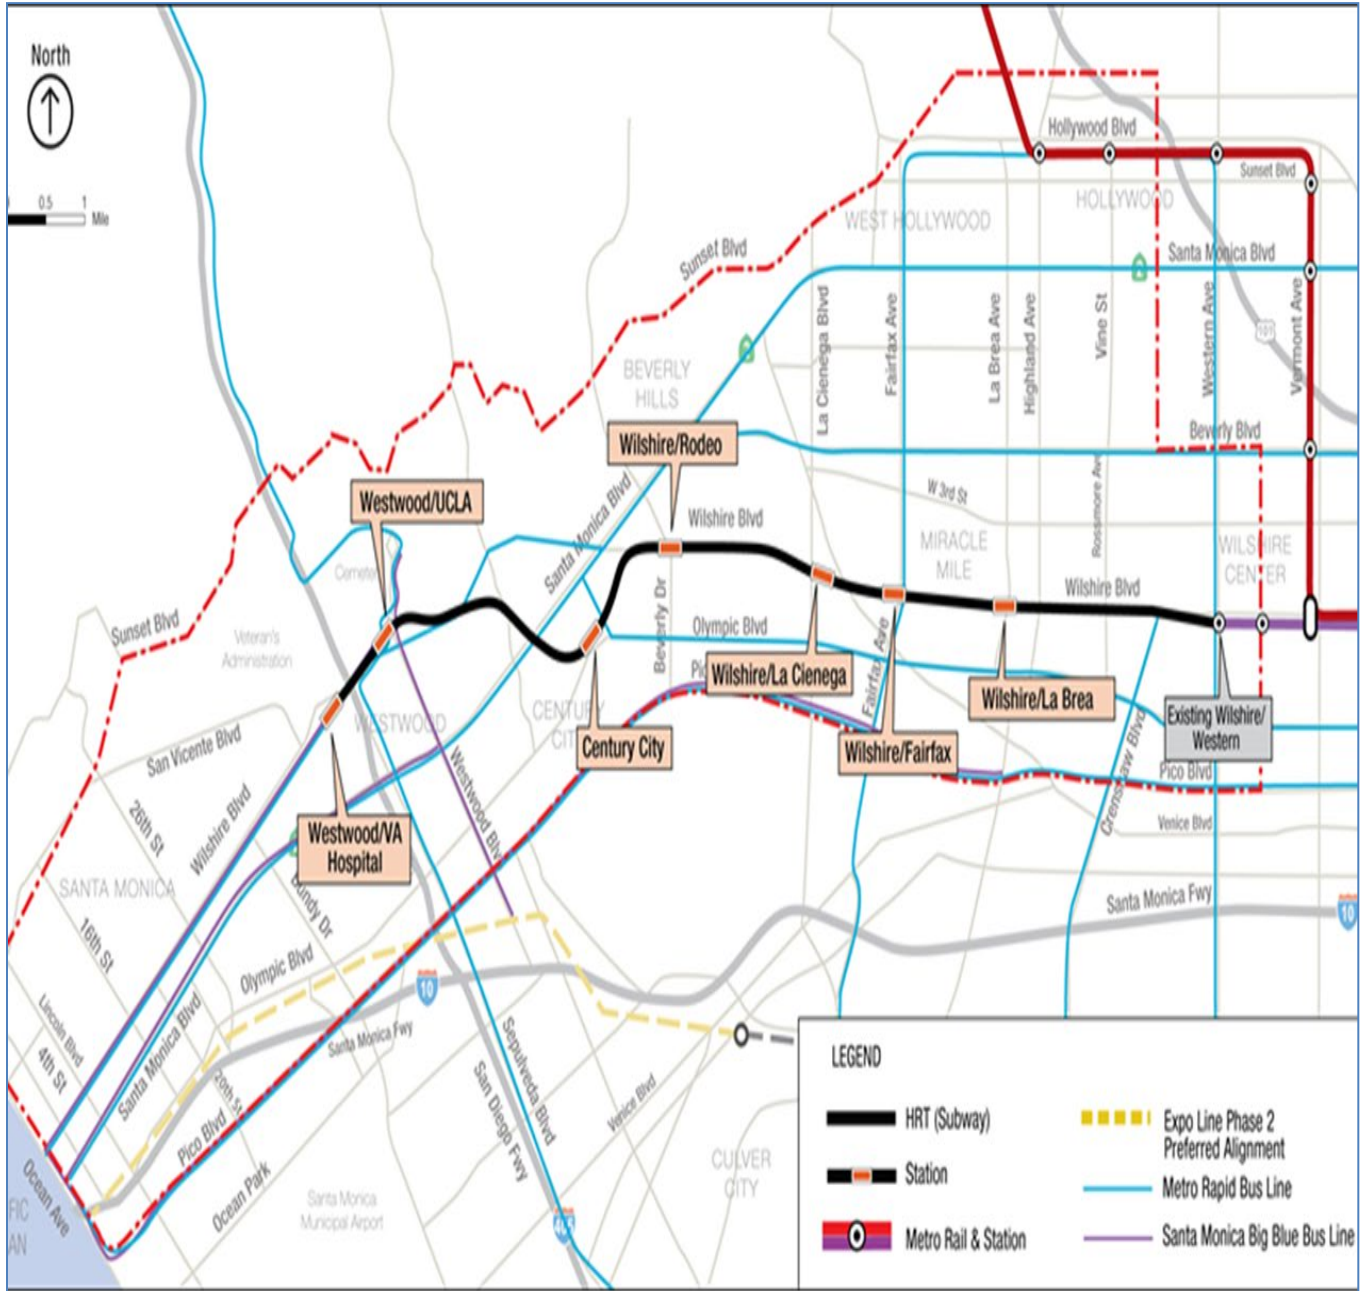 North
0.5 1
Mile
Hollywood Blvd
Sunset Blvd
HOLLYWOOD
WEST HOLLYWOOD
Santa Monica Blvd
Sunset Blvd
101
La Cienega Blvd
Fairfax Ave
La Brea Ave
Highland Ave
Vine St
Western Ave
Vermont Ave
BEVERLY
HILLS
Wilshire/Rodeo
Beverly Blvd
Westwood/UCLA
Santa Monica Blvd
W 3rd St
Rossmore Ave
Wilshire Blvd
MIRACLE
MILE
WILSHIRE
CENTER
Cemetery
Wilshire Blvd
Beverly Dr
Olympic Blvd
Sunset Blvd
Veteran's
Administration
Fairfax Ave
Wilshire/La Cienega
Wilshire/La Brea
WESTWOOD
CENTURY
CITY
Century City
Wilshire/Fairfax
Existing Wilshire/
Western
San Vicente Blvd
Westwood Blvd
Crenshaw Blvd
Pico Blvd
26th St
Wilshire Blvd
Westwood/VA
Hospital
Venice Blvd
SANTA MONICA
Bundy Dr
Santa Monica Fwy
10
16th St
Olympic Blvd
10
Lincoln Blvd
4th St
Santa Monica Blvd
Santa Monica Fwy
20th St
Pico Blvd
Sepulveda Blvd
San Diego Fwy
Venice Blvd
Ocean Ave
Ocean Park
Santa Monica
Municipal Airport
CULVER
CITY
FIC
AN
405
LEGEND
HRT (Subway)
Station
Metro Rail & Station
Expo Line Phase 2
Preferred Alignment
Metro Rapid Bus Line
Santa Monica Big Blue Bus Line